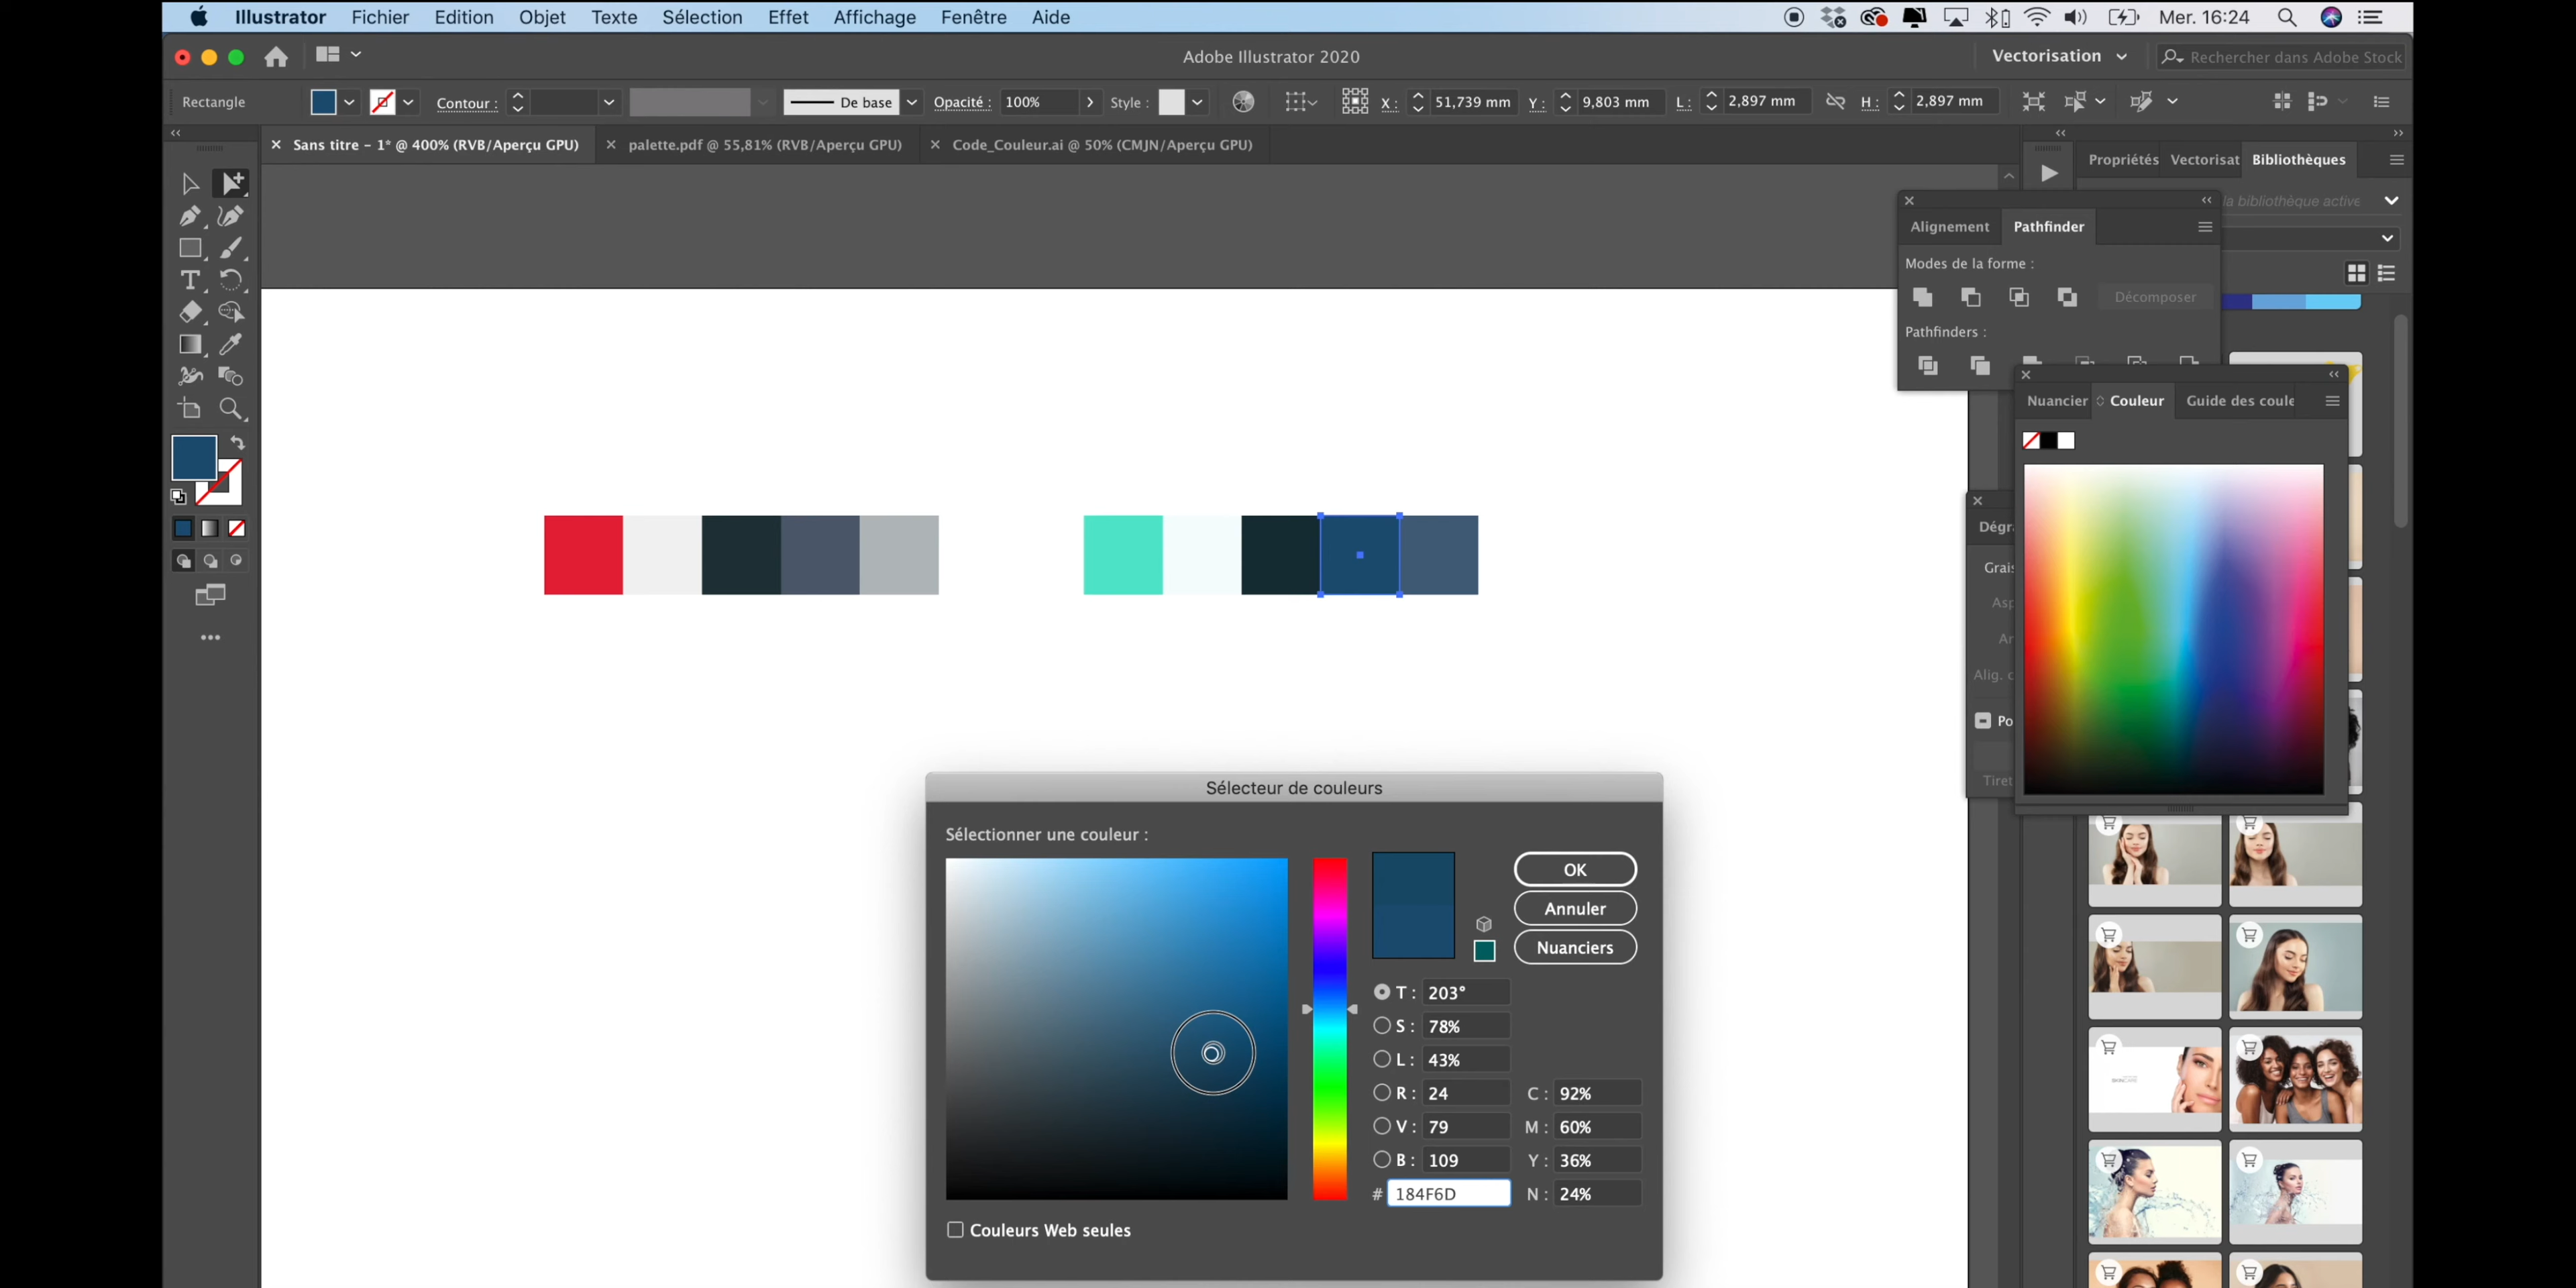 Illustrator Fichier Edition Objet Texte Sélection Effet Affichage Fenêtre Aide Mer. 16:24
Adobe Illustrator 2020 Vectorisation Rechercher dans Adobe Stock
Rectangle Contour : De base Opacité : 100% Style : X : 51,739 mm Y : 9,803 mm L : 2,897 mm H : 2,897 mm
Sans titre – 1* @ 400% (RVB/Aperçu GPU) palette.pdf @ 55,81% (RVB/Aperçu GPU) Code_Couleur.ai @ 50% (CMJN/Aperçu GPU)
Propriétés Vectorisat Bibliothèques
la bibliothèque active
Alignement Pathfinder
Modes de la forme :
Décomposer
Pathfinders :
Nuancier Couleur Guide des coule
Dégra
Grais
Asp
Ar
Alig. c
Po
Tiret
Sélecteur de couleurs
Sélectionner une couleur :
OK
Annuler
Nuanciers
T : 203°
S : 78%
L : 43%
R : 24 C : 92%
V : 79 M : 60%
B : 109 Y : 36%
# 184F6D N : 24%
Couleurs Web seules